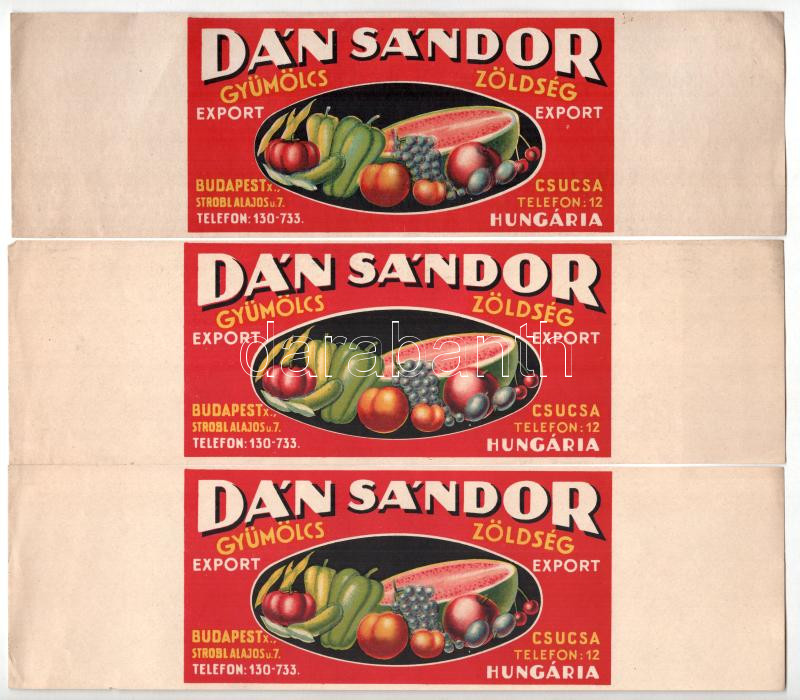 DÁN SÁNDOR
GYÜMÖLCS ZÖLDSÉG
EXPORT EXPORT
BUDAPEST X., CSUCSA
STROBL ALAJOS u. 7. TELEFON: 12
TELEFON: 130-733. HUNGÁRIA
DÁN SÁNDOR
GYÜMÖLCS ZÖLDSÉG
EXPORT EXPORT
darabanth
BUDAPEST X., CSUCSA
STROBL ALAJOS u. 7. TELEFON: 12
TELEFON: 130-733. HUNGÁRIA
DÁN SÁNDOR
GYÜMÖLCS ZÖLDSÉG
EXPORT EXPORT
BUDAPEST X., CSUCSA
STROBL ALAJOS u. 7. TELEFON: 12
TELEFON: 130-733. HUNGÁRIA